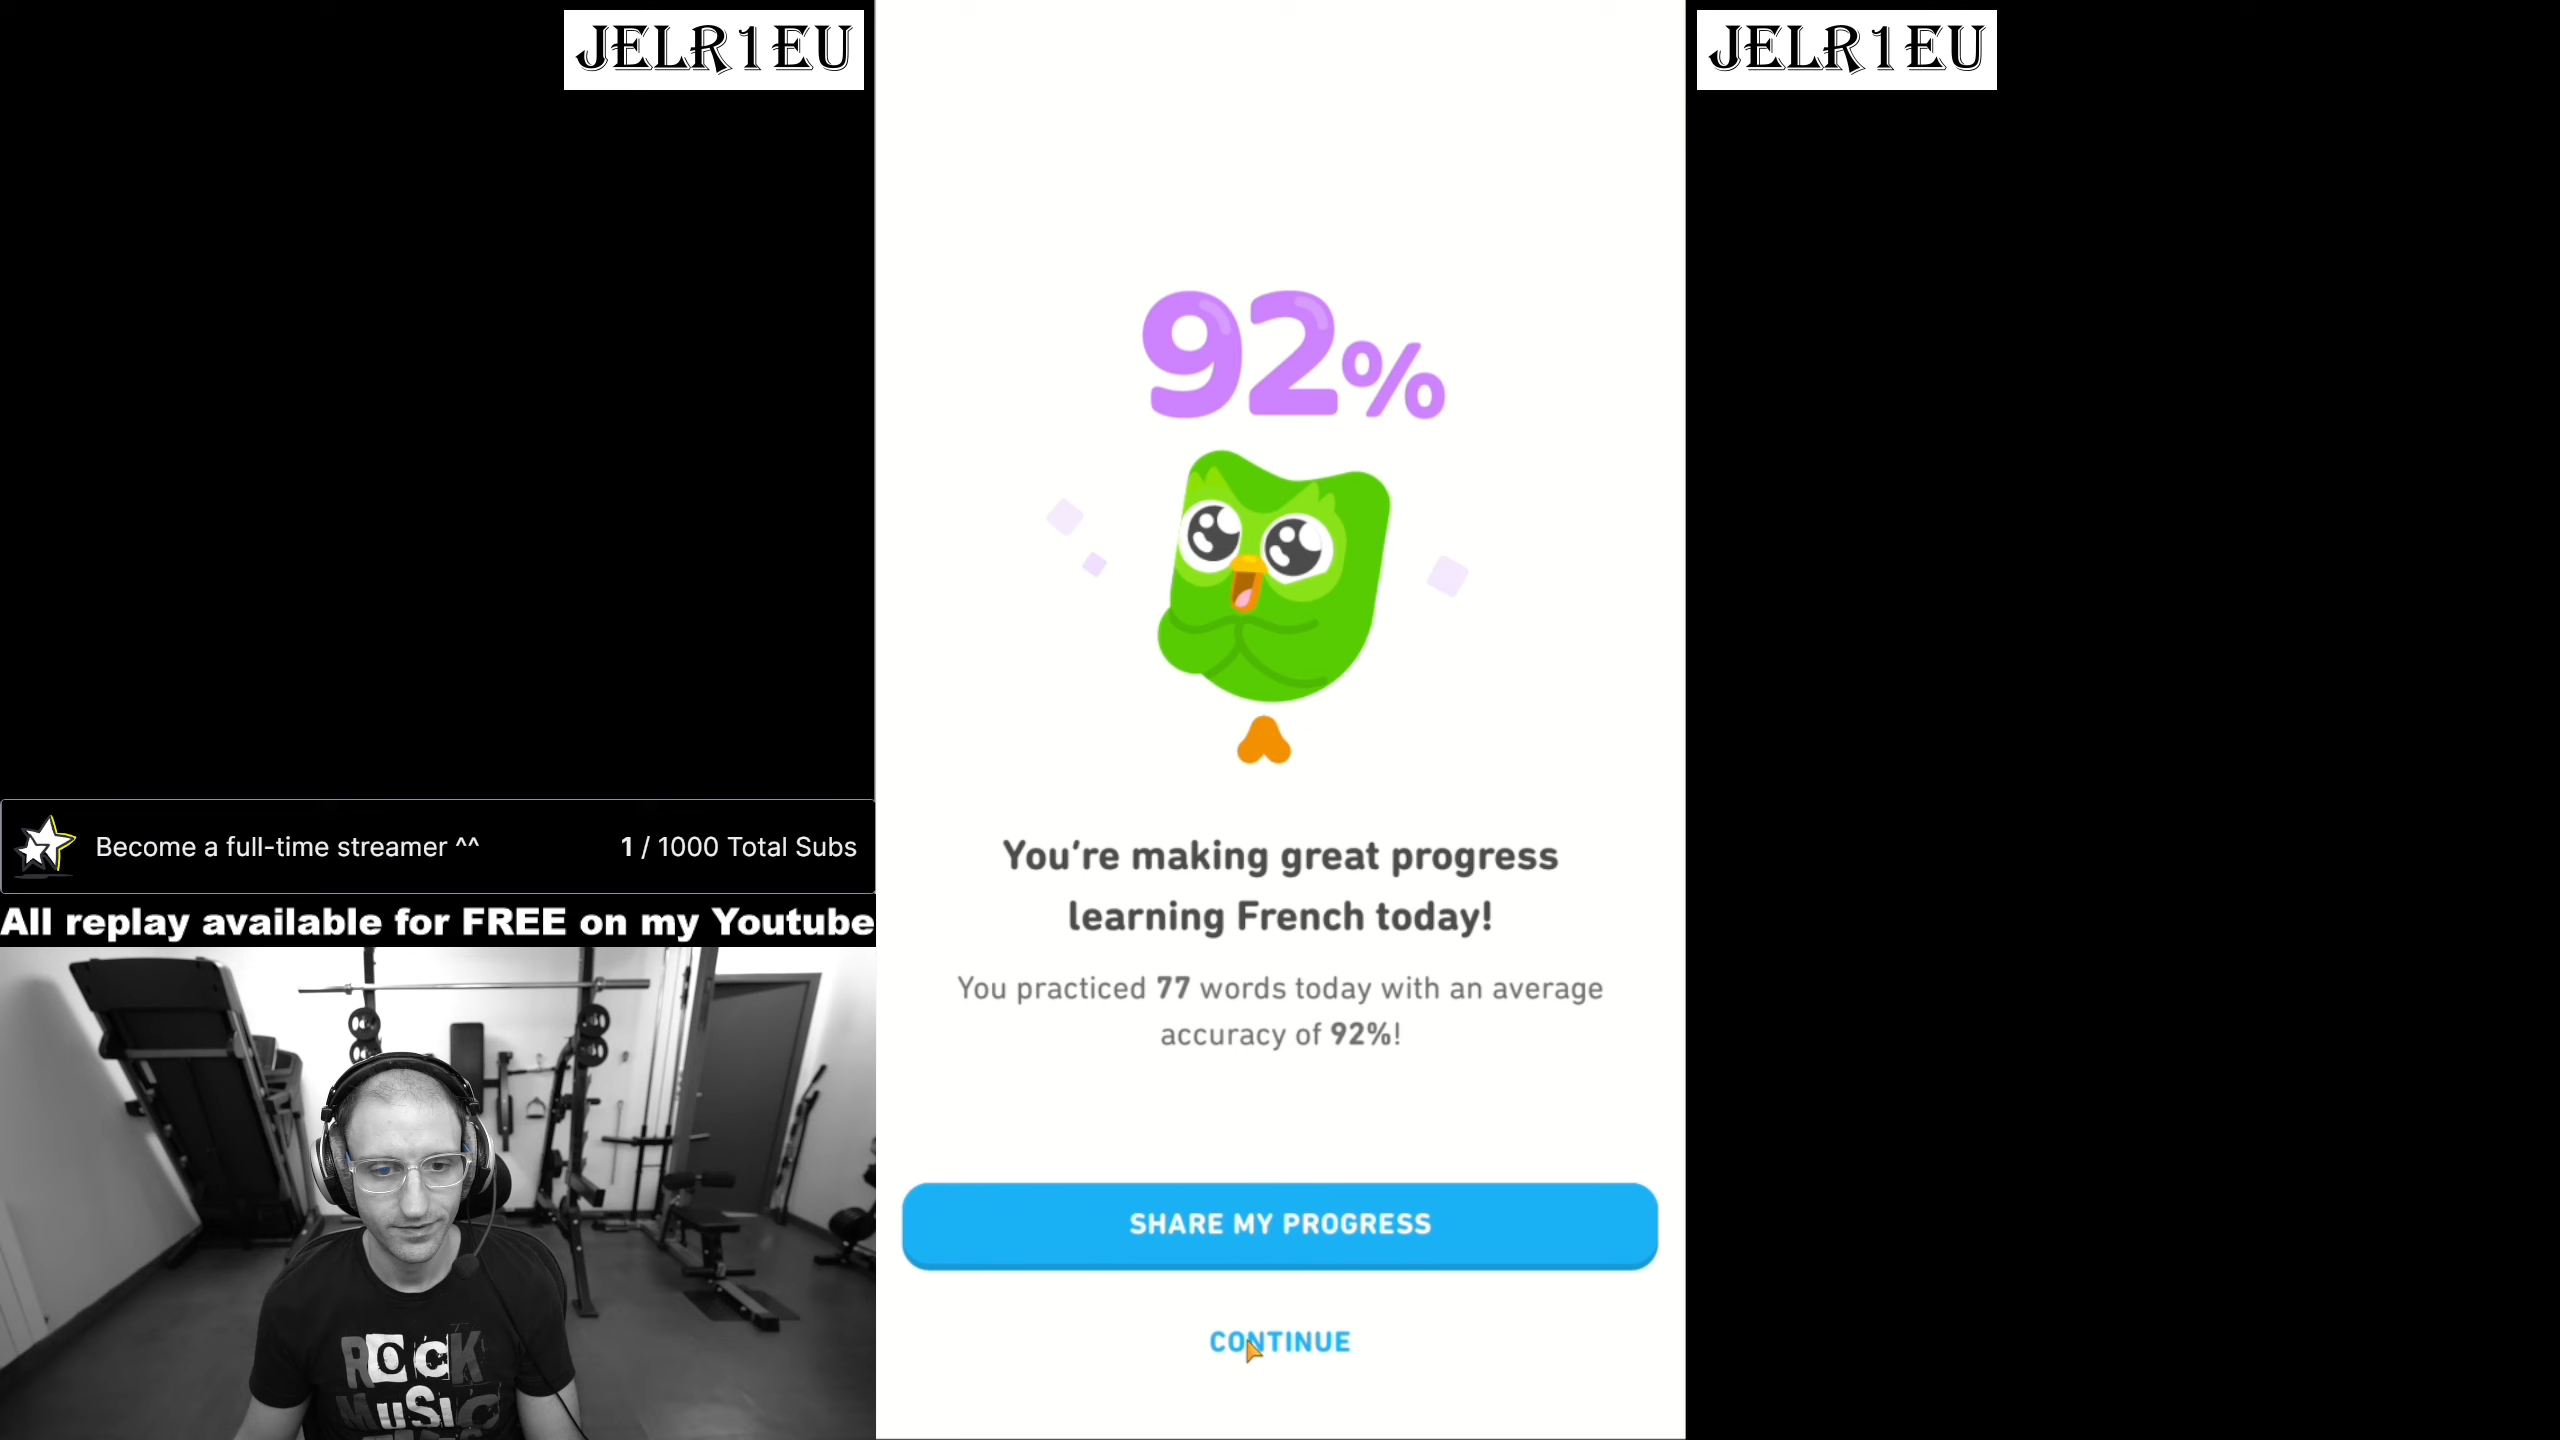 JELR1EU
JELR1EU
92%
Become a full-time streamer ^^
1 / 1000 Total Subs
All replay available for FREE on my Youtube
You're making great progress
learning French today!
You practiced 77 words today with an average
accuracy of 92%!
SHARE MY PROGRESS
CONTINUE
ROCK
MUSIC